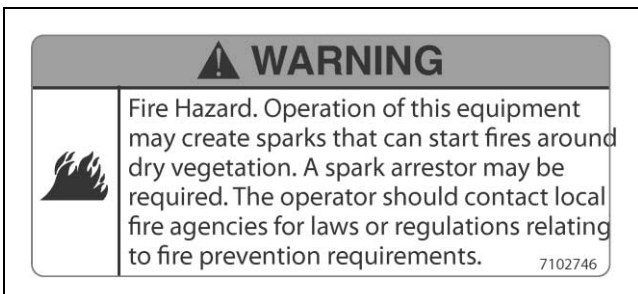 WARNING
Fire Hazard. Operation of this equipment
may create sparks that can start fires around
dry vegetation. A spark arrestor may be
required. The operator should contact local
fire agencies for laws or regulations relating
to fire prevention requirements.
7102746